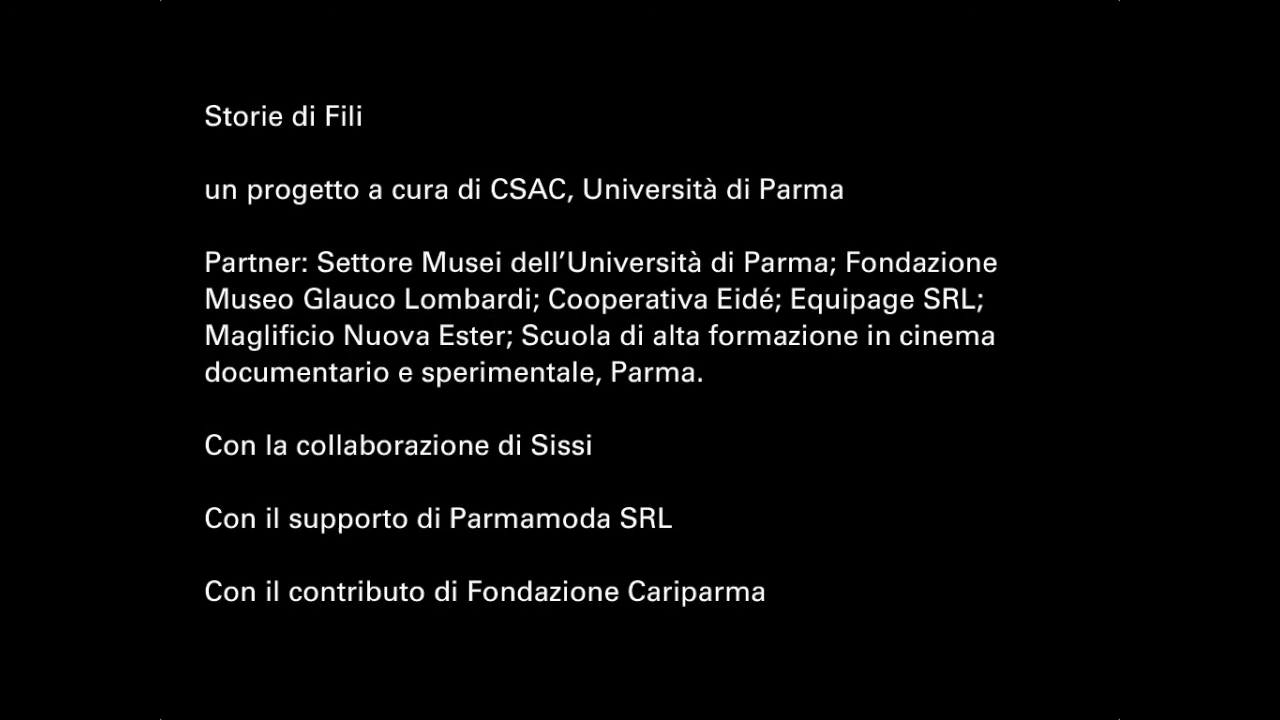 Storie di Fili
un progetto a cura di CSAC, Università di Parma
Partner: Settore Musei dell’Università di Parma; Fondazione
Museo Glauco Lombardi; Cooperativa Eidé; Equipage SRL;
Maglificio Nuova Ester; Scuola di alta formazione in cinema
documentario e sperimentale, Parma.
Con la collaborazione di Sissi
Con il supporto di Parmamoda SRL
Con il contributo di Fondazione Cariparma